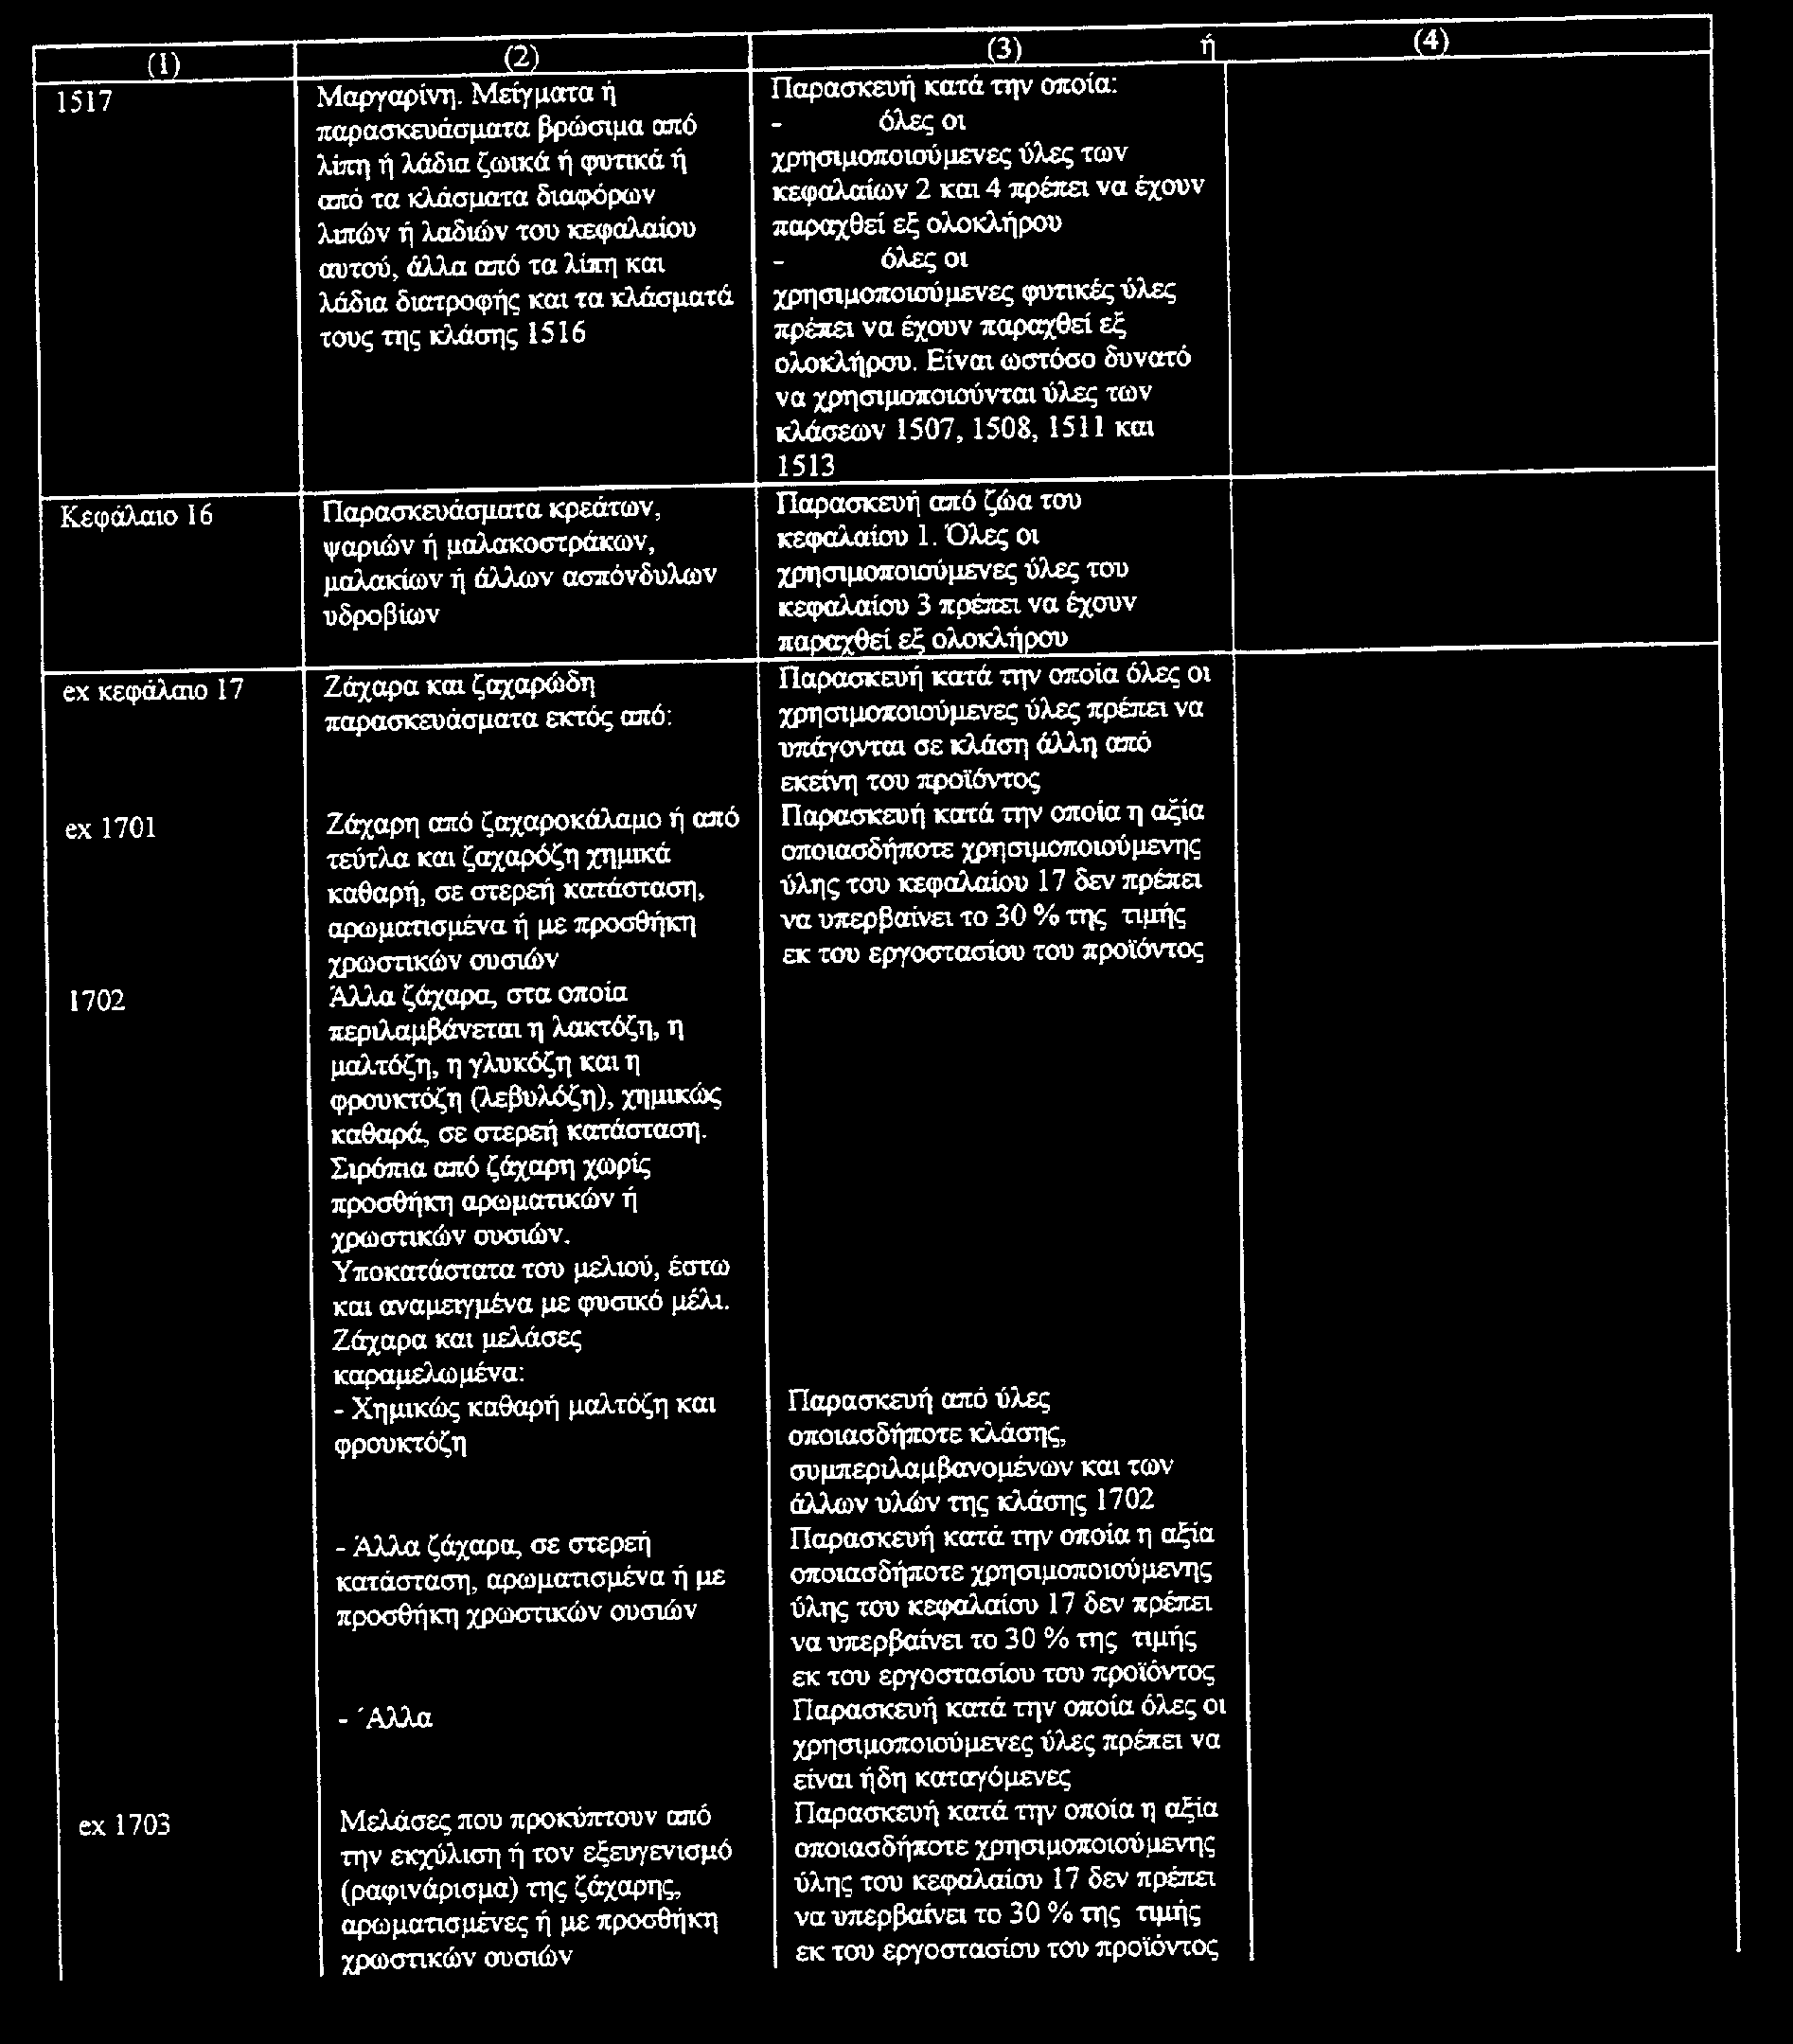 (1) (2) (3) ή (4)
1517
Μαργαρίνη. Μείγματα ή
παρασκευάσματα βρώσιμα από
λίπη ή λάδια ζωικά ή φυτικά ή
από τα κλάσματα διαφόρων
λιπών ή λαδιών του κεφαλαίου
αυτού, άλλα από τα λίπη και
λάδια διατροφής και τα κλάσματά
τους της κλάσης 1516
Παρασκευή κατά την οποία:
- όλες οι
χρησιμοποιούμενες ύλες των
κεφαλαίων 2 και 4 πρέπει να έχουν
παραχθεί εξ ολοκλήρου
- όλες οι
χρησιμοποιούμενες φυτικές ύλες
πρέπει να έχουν παραχθεί εξ
ολοκλήρου. Είναι ωστόσο δυνατό
να χρησιμοποιούνται ύλες των
κλάσεων 1507, 1508, 1511 και
1513
Κεφάλαιο 16
Παρασκευάσματα κρεάτων,
ψαριών ή μαλακοστράκων,
μαλακίων ή άλλων ασπόνδυλων
υδροβίων
Παρασκευή από ζώα του
κεφαλαίου 1. Όλες οι
χρησιμοποιούμενες ύλες του
κεφαλαίου 3 πρέπει να έχουν
παραχθεί εξ ολοκλήρου
ex κεφάλαιο 17
Ζάχαρα και ζαχαρώδη
παρασκευάσματα εκτός από:
Παρασκευή κατά την οποία όλες οι
χρησιμοποιούμενες ύλες πρέπει να
υπάγονται σε κλάση άλλη από
εκείνη του προϊόντος
ex 1701
Ζάχαρη από ζαχαροκάλαμο ή από
τεύτλα και ζαχαρόζη χημικά
καθαρή, σε στερεή κατάσταση,
αρωματισμένα ή με προσθήκη
χρωστικών ουσιών
Παρασκευή κατά την οποία η αξία
οποιασδήποτε χρησιμοποιούμενης
ύλης του κεφαλαίου 17 δεν πρέπει
να υπερβαίνει το 30 % της τιμής
εκ του εργοστασίου του προϊόντος
1702
Άλλα ζάχαρα, στα οποία
περιλαμβάνεται η λακτόζη, η
μαλτόζη, η γλυκόζη και η
φρουκτόζη (λεβυλόζη), χημικώς
καθαρά, σε στερεή κατάσταση.
Σιρόπια από ζάχαρη χωρίς
προσθήκη αρωματικών ή
χρωστικών ουσιών.
Υποκατάστατα του μελιού, έστω
και αναμειγμένα με φυσικό μέλι.
Ζάχαρα και μελάσες
καραμελωμένα:
- Χημικώς καθαρή μαλτόζη και
φρουκτόζη
Παρασκευή από ύλες
οποιασδήποτε κλάσης,
συμπεριλαμβανομένων και των
άλλων υλών της κλάσης 1702
- Άλλα ζάχαρα, σε στερεή
κατάσταση, αρωματισμένα ή με
προσθήκη χρωστικών ουσιών
Παρασκευή κατά την οποία η αξία
οποιασδήποτε χρησιμοποιούμενης
ύλης του κεφαλαίου 17 δεν πρέπει
να υπερβαίνει το 30 % της τιμής
εκ του εργοστασίου του προϊόντος
- Άλλα
Παρασκευή κατά την οποία όλες οι
χρησιμοποιούμενες ύλες πρέπει να
είναι ήδη καταγόμενες
ex 1703
Μελάσες που προκύπτουν από
την εκχύλιση ή τον εξευγενισμό
(ραφινάρισμα) της ζάχαρης,
αρωματισμένες ή με προσθήκη
χρωστικών ουσιών
Παρασκευή κατά την οποία η αξία
οποιασδήποτε χρησιμοποιούμενης
ύλης του κεφαλαίου 17 δεν πρέπει
να υπερβαίνει το 30 % της τιμής
εκ του εργοστασίου του προϊόντος